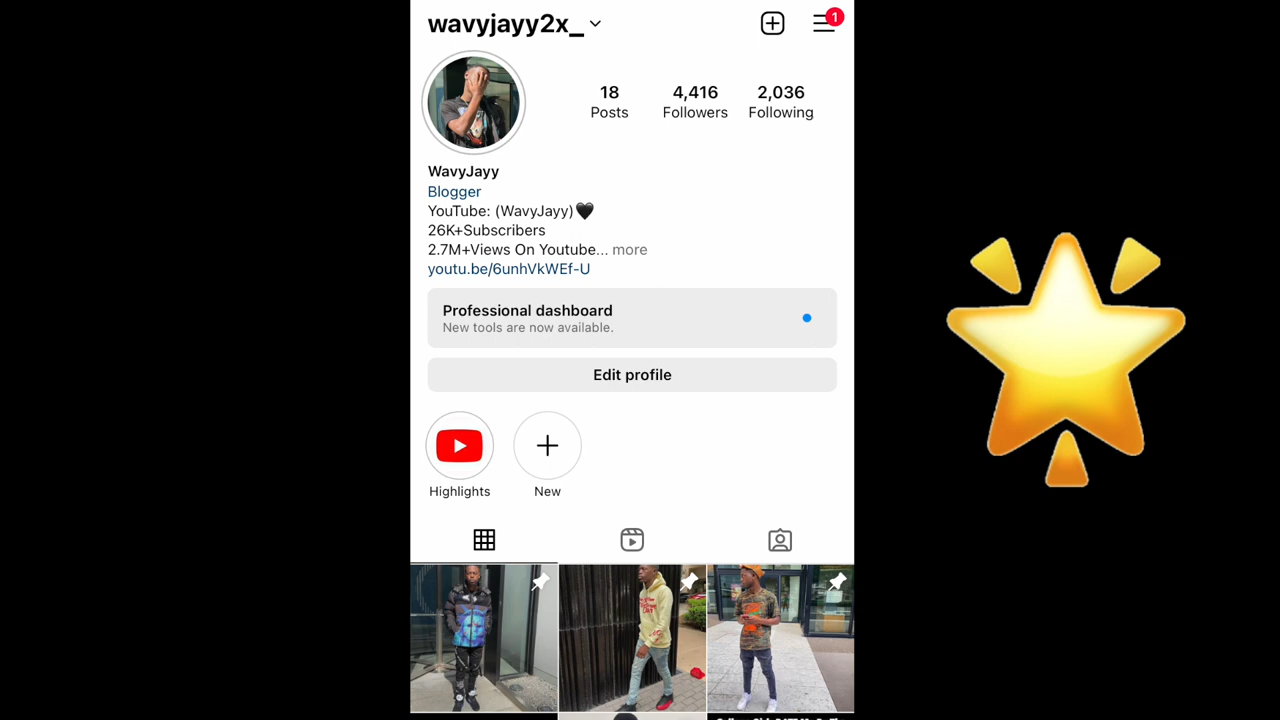 wavyjayy2x_
1
18
Posts
4,416
Followers
2,036
Following
WavyJayy
Blogger
YouTube: (WavyJayy)🖤
26K+Subscribers
2.7M+Views On Youtube... more
youtu.be/6unhVkWEf-U
Professional dashboard
New tools are now available.
Edit profile
Highlights
New